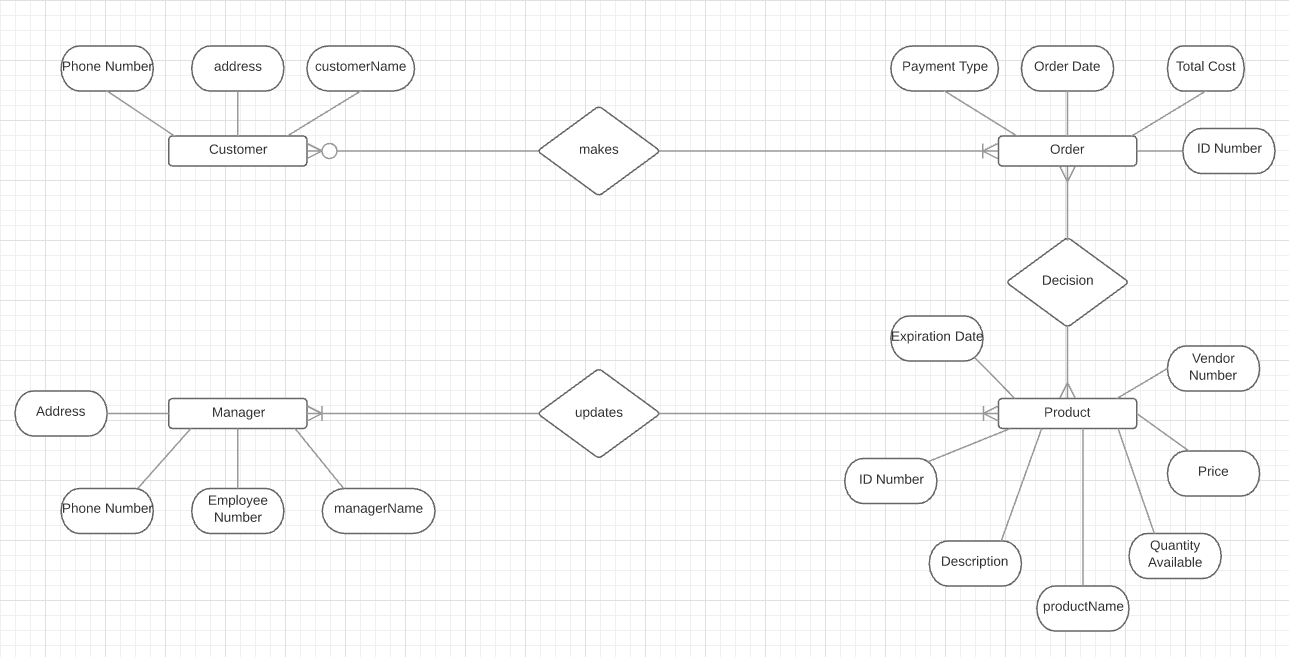 Phone Number
address
customerName
Payment Type
Order Date
Total Cost
Customer
makes
Order
ID Number
Decision
Expiration Date
Vendor
Number
Address
Manager
updates
Product
ID Number
Price
Phone Number
Employee
Number
managerName
Description
Quantity
Available
productName